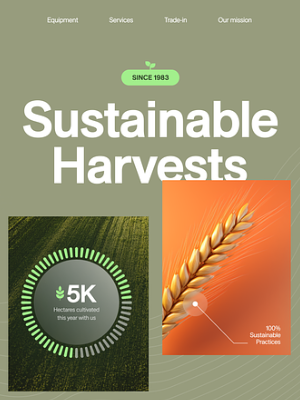 Equipment
Services
Trade-in
Our mission
SINCE 1983
Sustainable
Harvests
5K
Hectares cultivated
this year with us
100%
Sustainable
Practices